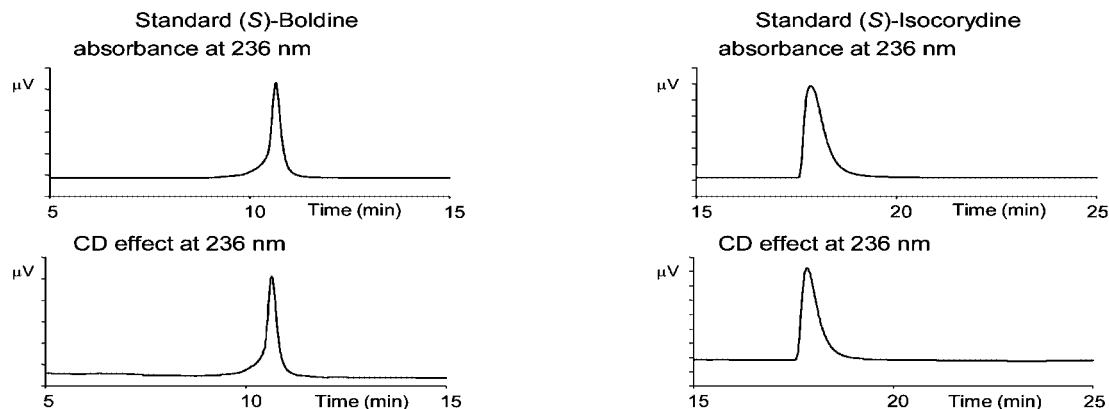 Standard (S)-Boldine
absorbance at 236 nm
µV
5 10 Time (min) 15
CD effect at 236 nm
µV
5 10 Time (min) 15
Standard (S)-Isocorydine
absorbance at 236 nm
µV
15 20 Time (min) 25
CD effect at 236 nm
µV
15 20 Time (min) 25